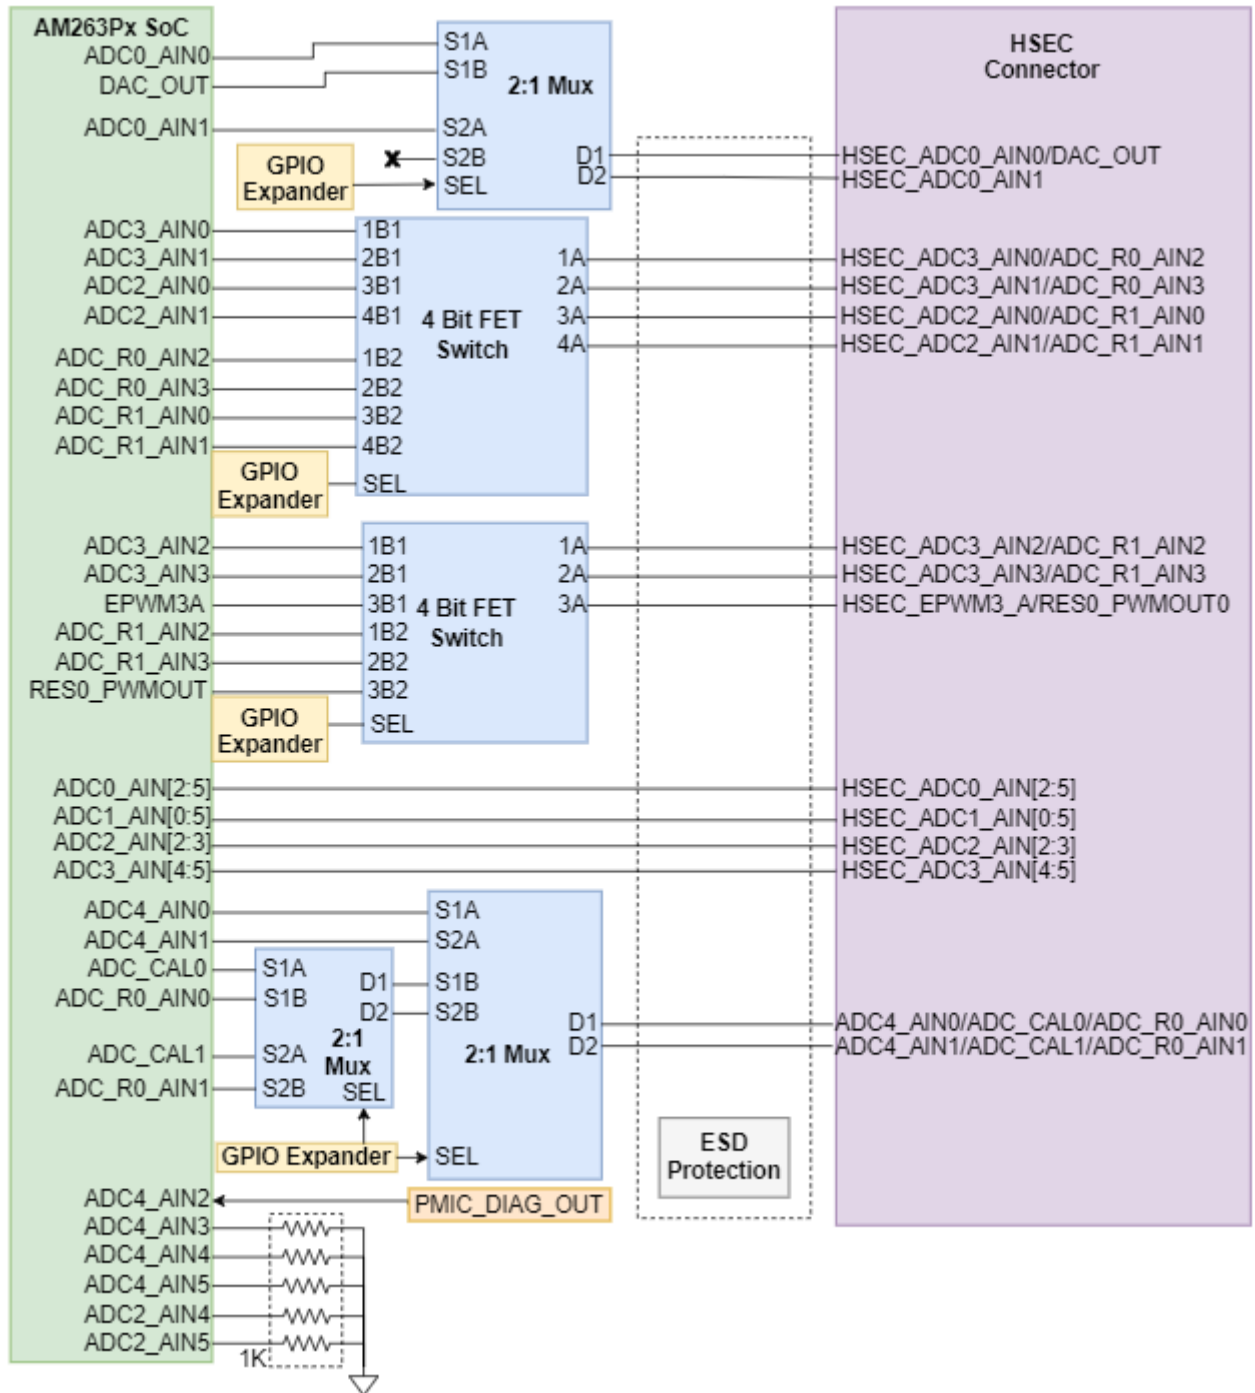 AM263Px SoC
ADC0_AIN0
DAC_OUT
ADC0_AIN1
S1A
S1B
2:1 Mux
S2A
S2B
SEL
D1
D2
GPIO
Expander
HSEC
Connector
HSEC_ADC0_AIN0/DAC_OUT
HSEC_ADC0_AIN1
ADC3_AIN0
ADC3_AIN1
ADC2_AIN0
ADC2_AIN1
ADC_R0_AIN2
ADC_R0_AIN3
ADC_R1_AIN0
ADC_R1_AIN1
1B1
2B1
3B1
4B1
1B2
2B2
3B2
4B2
SEL
4 Bit FET
Switch
1A
2A
3A
4A
GPIO
Expander
HSEC_ADC3_AIN0/ADC_R0_AIN2
HSEC_ADC3_AIN1/ADC_R0_AIN3
HSEC_ADC2_AIN0/ADC_R1_AIN0
HSEC_ADC2_AIN1/ADC_R1_AIN1
ADC3_AIN2
ADC3_AIN3
EPWM3A
ADC_R1_AIN2
ADC_R1_AIN3
RES0_PWMOUT
1B1
2B1
3B1
1B2
2B2
3B2
SEL
4 Bit FET
Switch
1A
2A
3A
GPIO
Expander
HSEC_ADC3_AIN2/ADC_R1_AIN2
HSEC_ADC3_AIN3/ADC_R1_AIN3
HSEC_EPWM3_A/RES0_PWMOUT0
ADC0_AIN[2:5]
ADC1_AIN[0:5]
ADC2_AIN[2:3]
ADC3_AIN[4:5]
HSEC_ADC0_AIN[2:5]
HSEC_ADC1_AIN[0:5]
HSEC_ADC2_AIN[2:3]
HSEC_ADC3_AIN[4:5]
ADC4_AIN0
ADC4_AIN1
ADC_CAL0
ADC_R0_AIN0
ADC_CAL1
ADC_R0_AIN1
S1A
S1B
S2A
S2B
D1
D2
2:1
Mux
SEL
S1A
S2A
S1B
S2B
2:1 Mux
D1
D2
SEL
GPIO Expander
ADC4_AIN0/ADC_CAL0/ADC_R0_AIN0
ADC4_AIN1/ADC_CAL1/ADC_R0_AIN1
ESD
Protection
ADC4_AIN2
PMIC_DIAG_OUT
ADC4_AIN3
ADC4_AIN4
ADC4_AIN5
ADC2_AIN4
ADC2_AIN5
1K